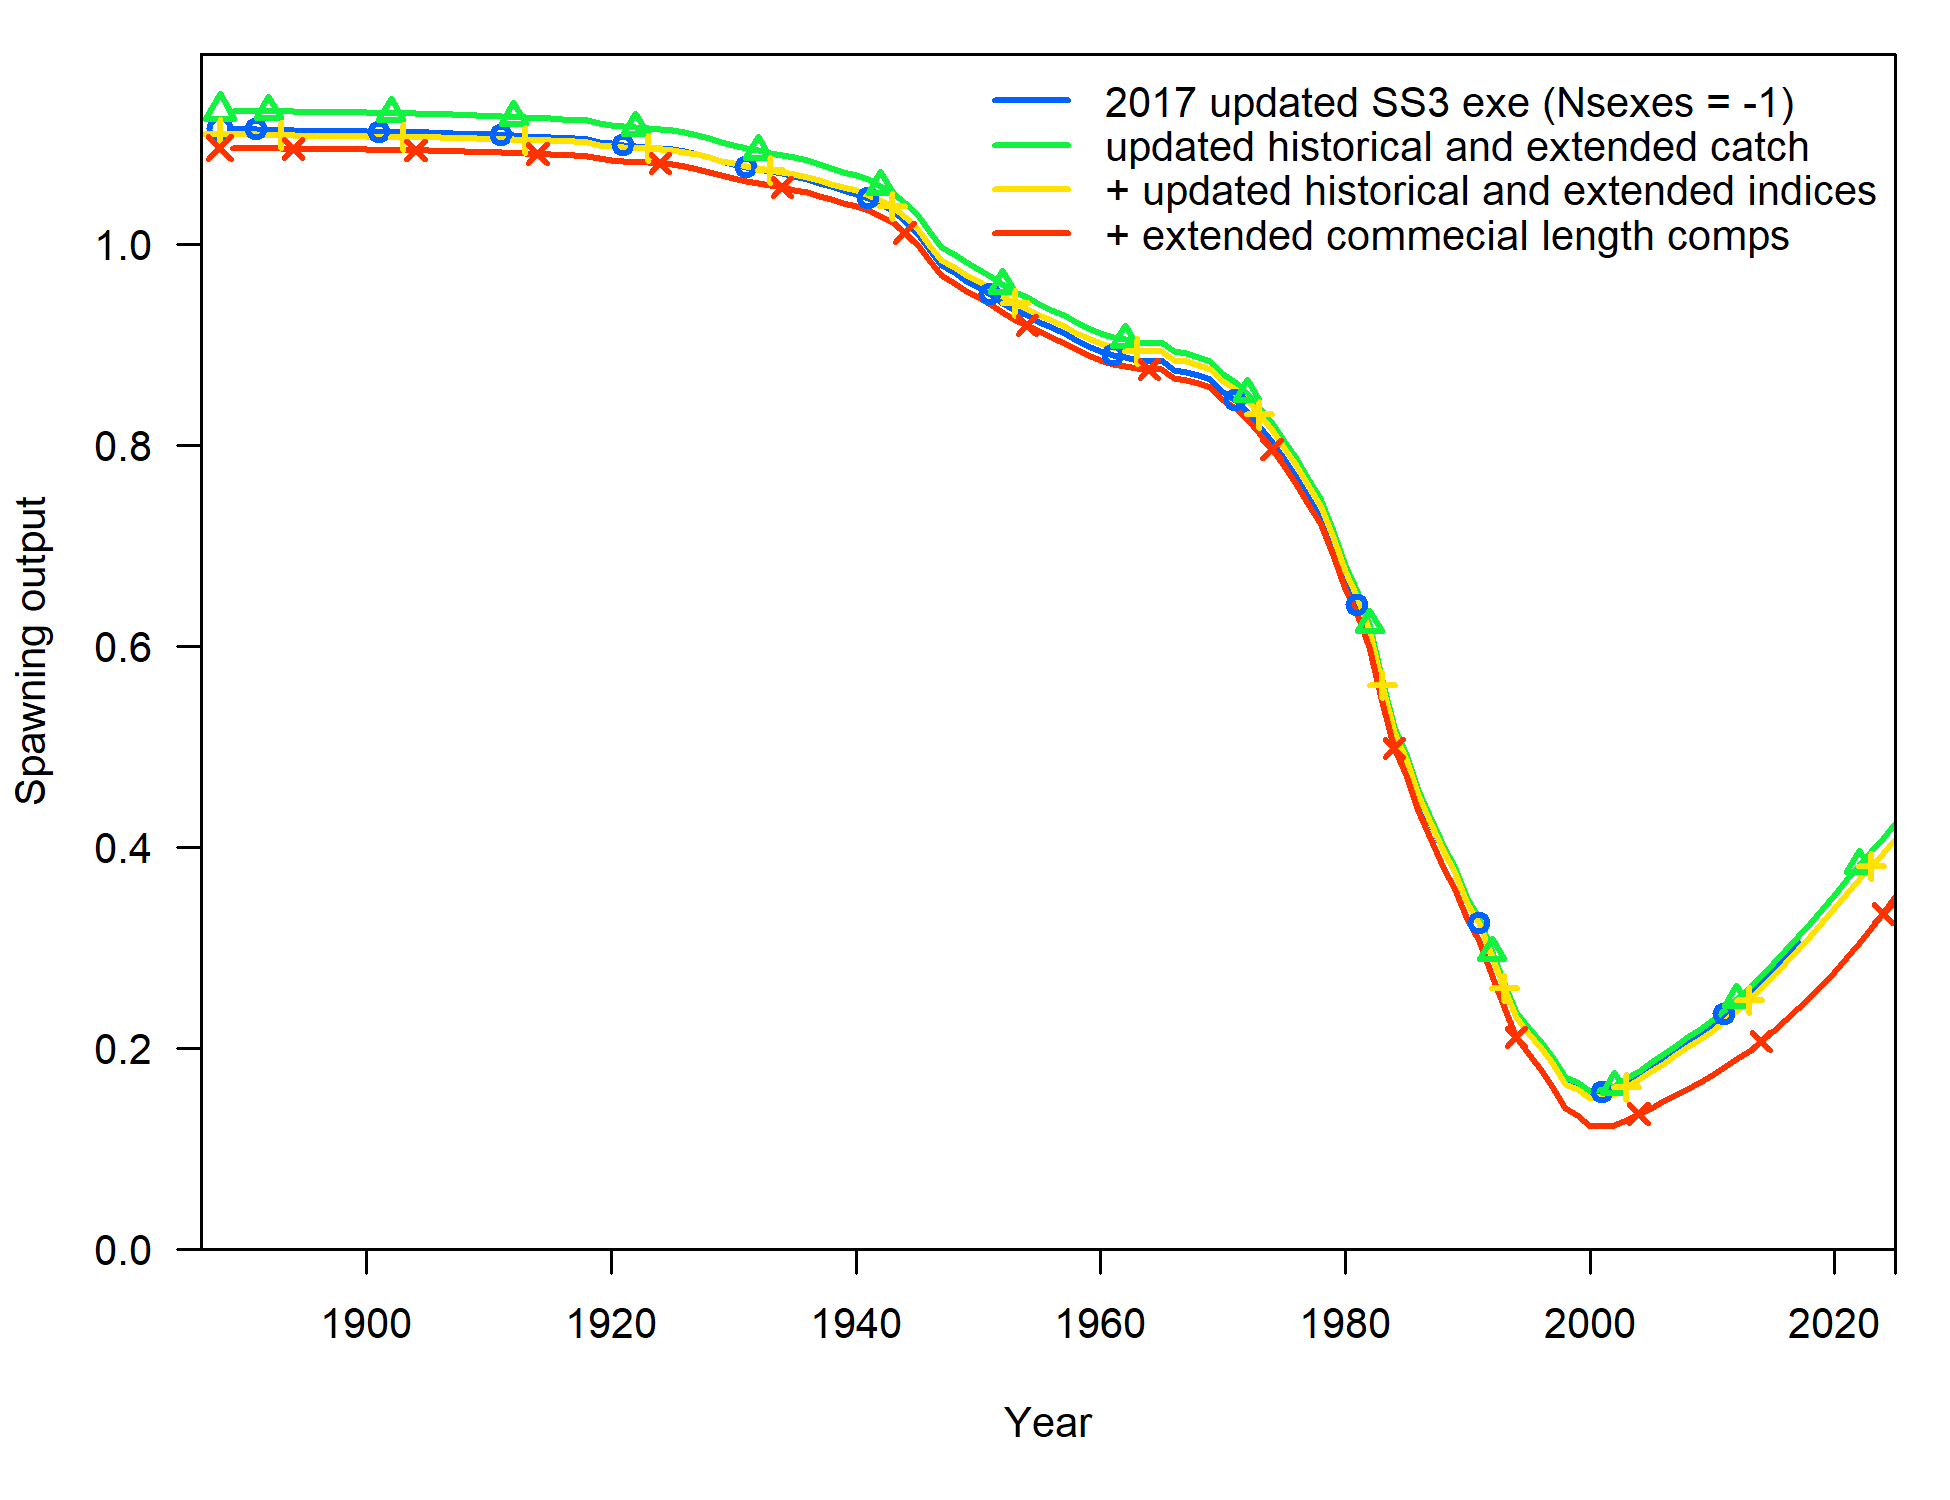 2017 updated SS3 exe (Nsexes = -1)
updated historical and extended catch
+ updated historical and extended indices
+ extended commecial length comps
1.0
0.8
0.6
0.4
0.2
0.0
Spawning output
1900 1920 1940 1960 1980 2000 2020
Year